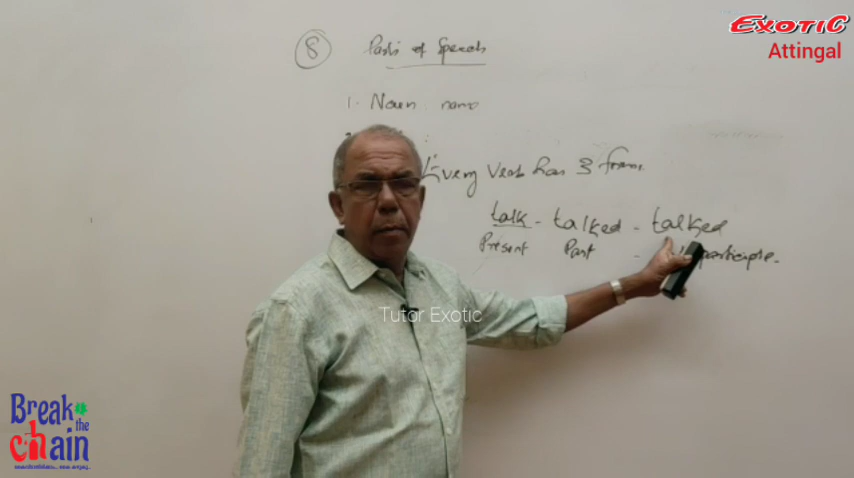 EXOTIC
Attingal
8 Parts of Speech
1. Noun : name
:
Every Verb has 3 forms.
talk - talked - talked
Present Past - participle.
Tutor Exotic
Break
the
chain